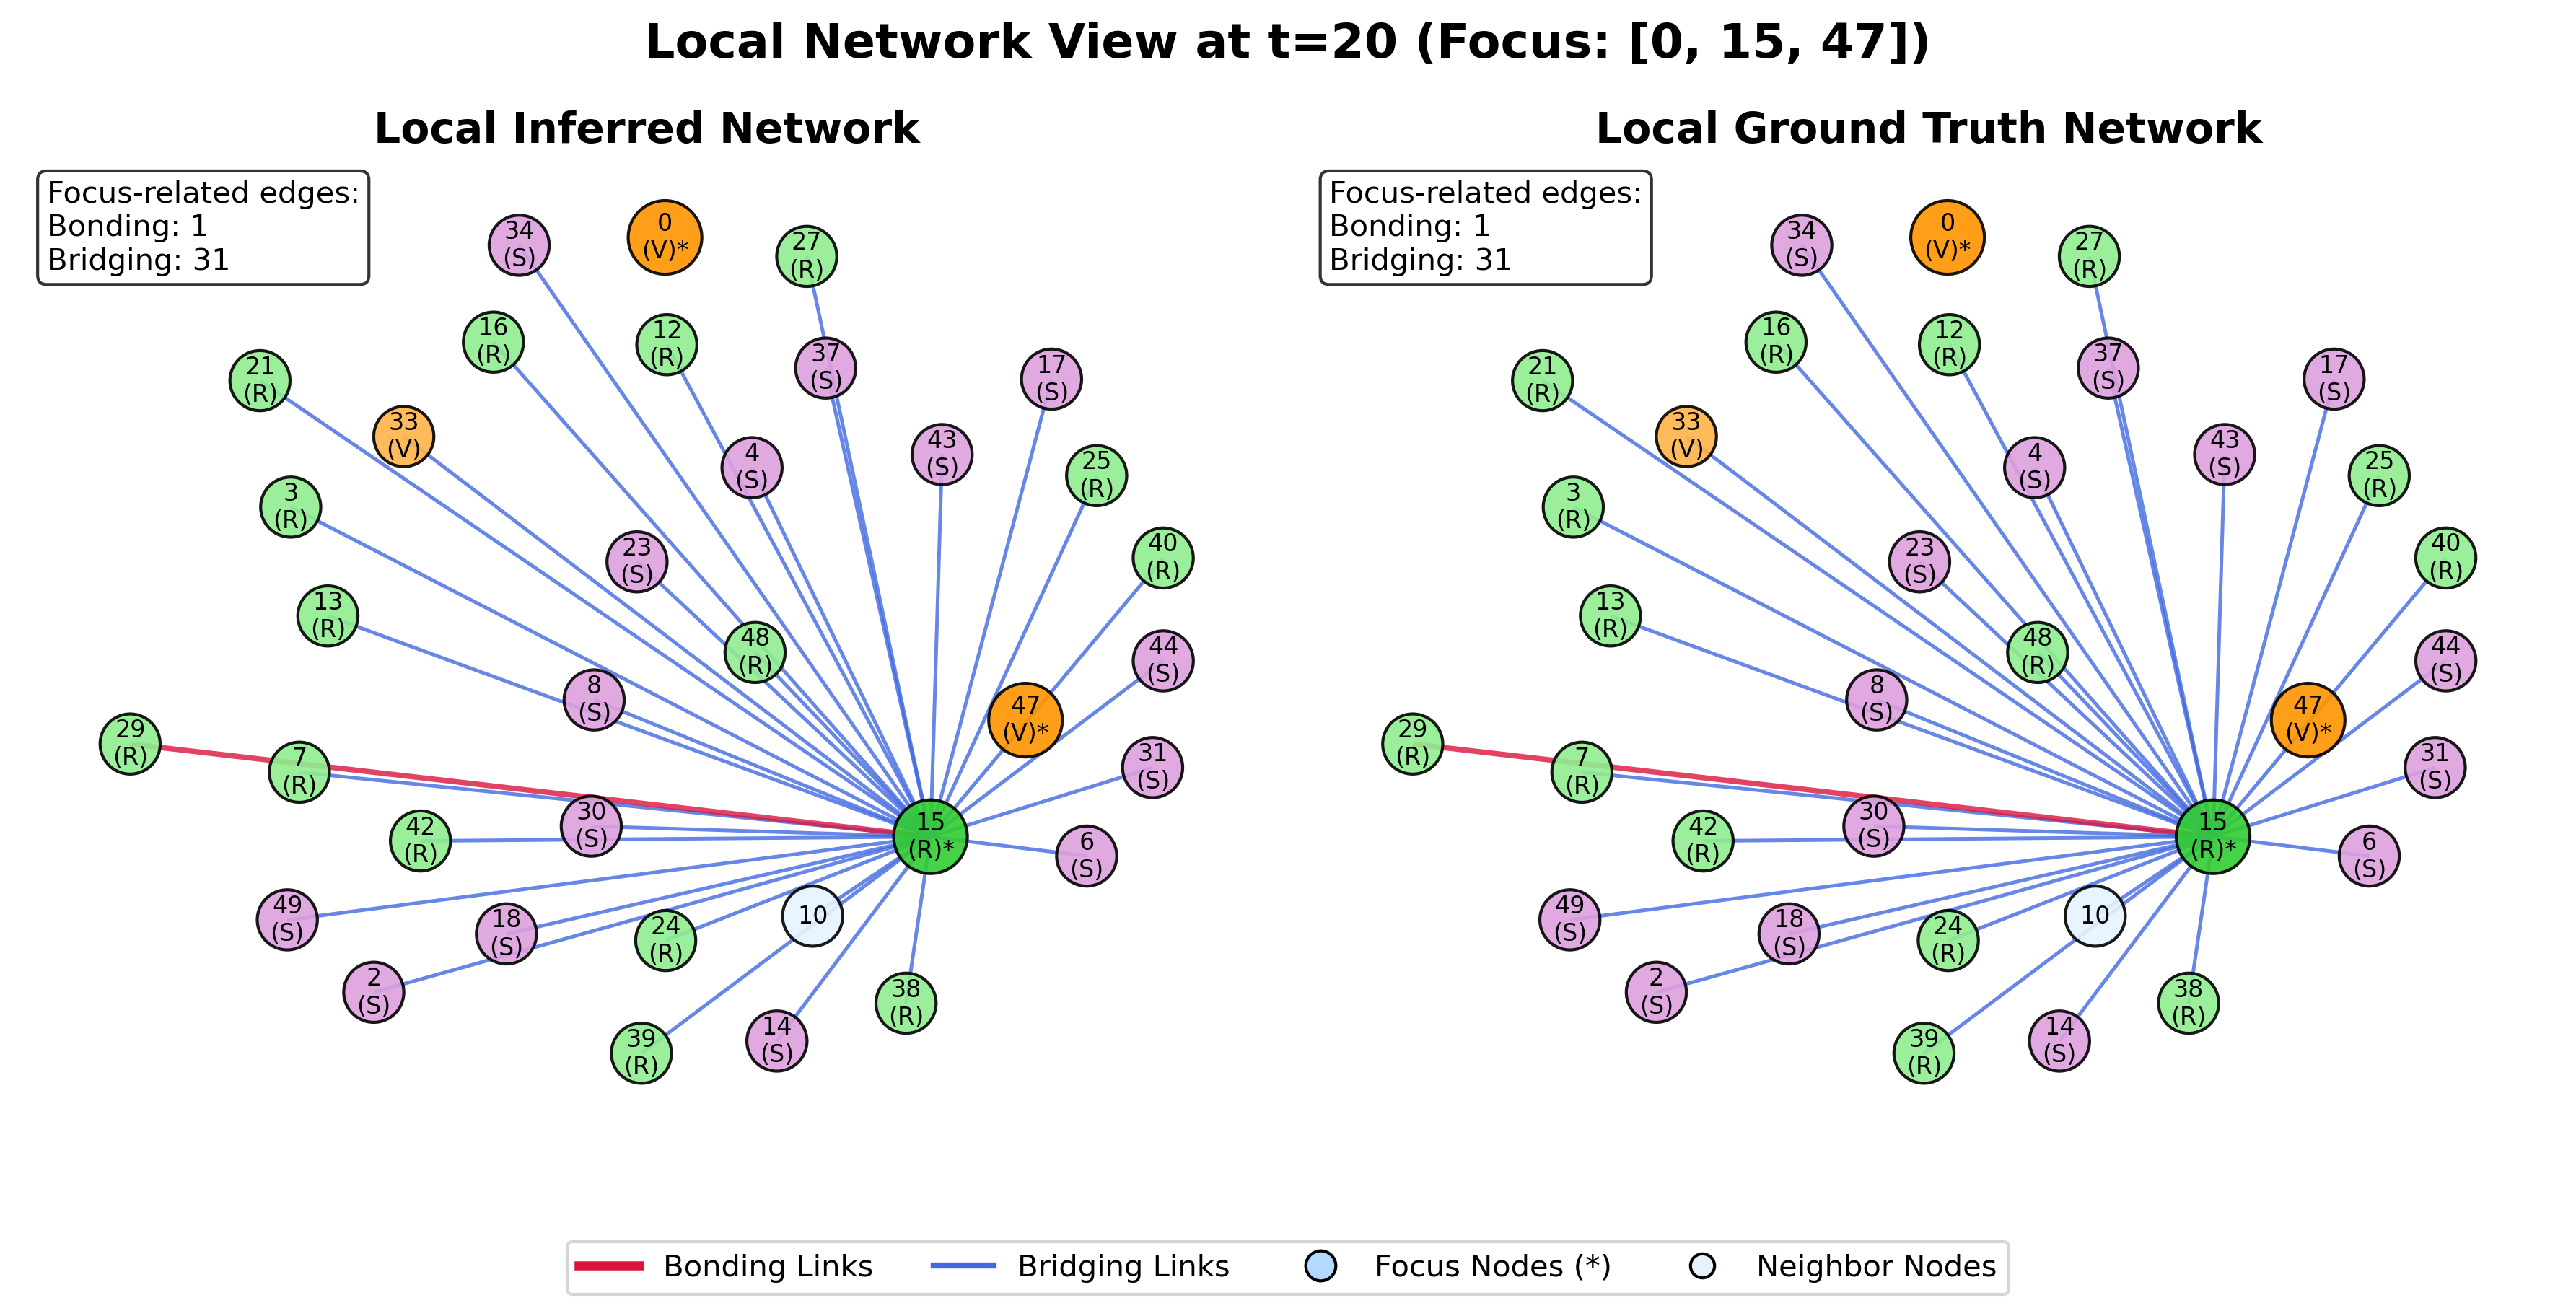 Local Network View at t=20 (Focus: [0, 15, 47])
Local Inferred Network
Focus-related edges:
Bonding: 1
Bridging: 31
34
(S)
0
(V)*
27
(R)
16
(R)
12
(R)
37
(S)
17
(S)
21
(R)
33
(V)
4
(S)
43
(S)
25
(R)
3
(R)
23
(S)
40
(R)
13
(R)
48
(R)
44
(S)
8
(S)
47
(V)*
29
(R)
7
(R)
31
(S)
42
(R)
30
(S)
15
(R)*
6
(S)
49
(S)
18
(S)
24
(R)
10
2
(S)
38
(R)
39
(R)
14
(S)
Local Ground Truth Network
Focus-related edges:
Bonding: 1
Bridging: 31
34
(S)
0
(V)*
27
(R)
16
(R)
12
(R)
37
(S)
17
(S)
21
(R)
33
(V)
4
(S)
43
(S)
25
(R)
3
(R)
23
(S)
40
(R)
13
(R)
48
(R)
44
(S)
8
(S)
47
(V)*
29
(R)
7
(R)
31
(S)
42
(R)
30
(S)
15
(R)*
6
(S)
49
(S)
18
(S)
24
(R)
10
2
(S)
38
(R)
39
(R)
14
(S)
Bonding Links
Bridging Links
Focus Nodes (*)
Neighbor Nodes